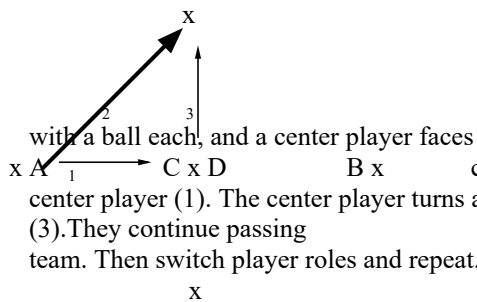 x
2
3
with a ball each, and a center player faces
x A 1 C x D B x
center player (1). The center player turns
(3).They continue passing
team. Then switch player roles and repeat.
x